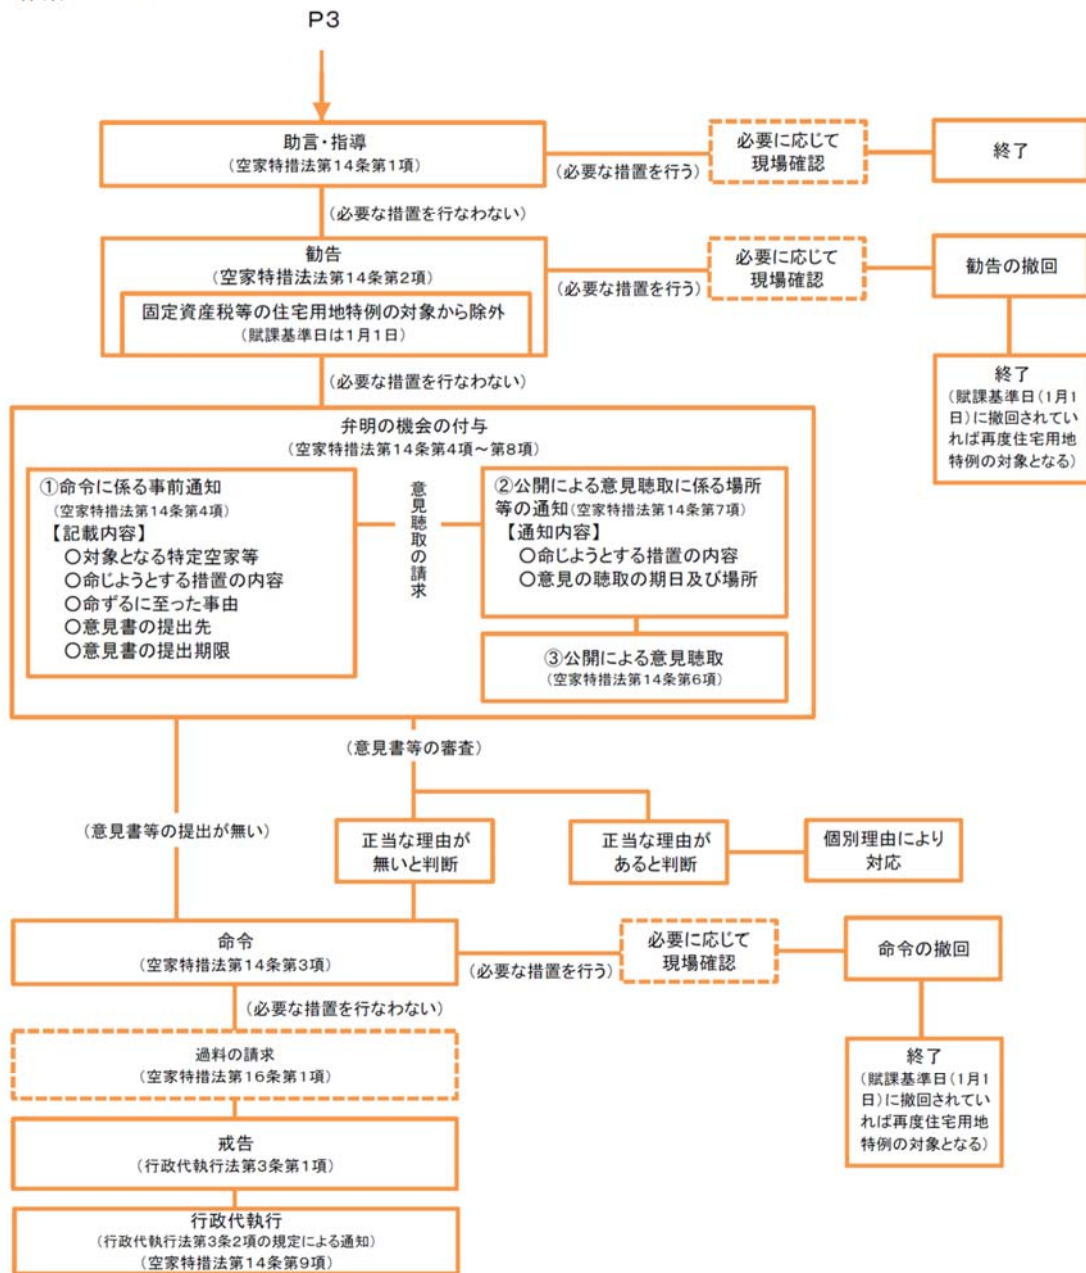 P3
助言・指導
(空家特措法第14条第1項)
(必要な措置を行う)
必要に応じて
現場確認
終了
(必要な措置を行なわない)
勧告
(空家特措法法第14条第2項)
固定資産税等の住宅用地特例の対象から除外
(賦課基準日は1月1日)
(必要な措置を行う)
必要に応じて
現場確認
勧告の撤回
終了
(賦課基準日(1月1
日)に撤回されてい
れば再度住宅用地
特例の対象となる)
(必要な措置を行なわない)
弁明の機会の付与
(空家特措法第14条第4項~第8項)
①命令に係る事前通知
(空家特措法第14条第4項)
【記載内容】
○対象となる特定空家等
○命じようとする措置の内容
○命ずるに至った事由
○意見書の提出先
○意見書の提出期限
意見聴取の請求
②公開による意見聴取に係る場所
等の通知(空家特措法第14条第7項)
【通知内容】
○命じようとする措置の内容
○意見の聴取の期日及び場所
③公開による意見聴取
(空家特措法第14条第6項)
(意見書等の審査)
(意見書等の提出が無い)
正当な理由が
無いと判断
正当な理由が
あると判断
個別理由により
対応
命令
(空家特措法第14条第3項)
(必要な措置を行う)
必要に応じて
現場確認
命令の撤回
終了
(賦課基準日(1月1
日)に撤回されてい
れば再度住宅用地
特例の対象となる)
(必要な措置を行なわない)
過料の請求
(空家特措法第16条第1項)
戒告
(行政代執行法第3条第1項)
行政代執行
(行政代執行法第3条2項の規定による通知)
(空家特措法第14条第9項)